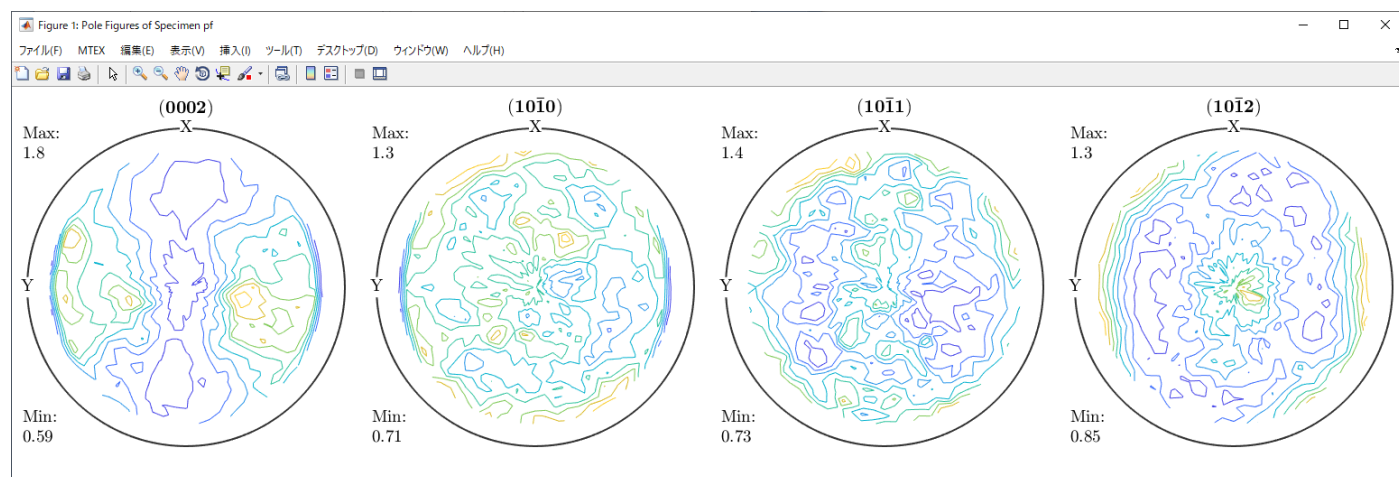 Figure 1: Pole Figures of Specimen pf
ファイル(F) MTEX 編集(E) 表示(V) 挿入(I) ツール(T) デスクトップ(D) ウィンドウ(W) ヘルプ(H)
(0002) (101̄0) (101̄1) (101̄2)
X X X X
Max: Max: Max: Max:
1.8 1.3 1.4 1.3
Y Y Y Y
Min: Min: Min: Min:
0.59 0.71 0.73 0.85